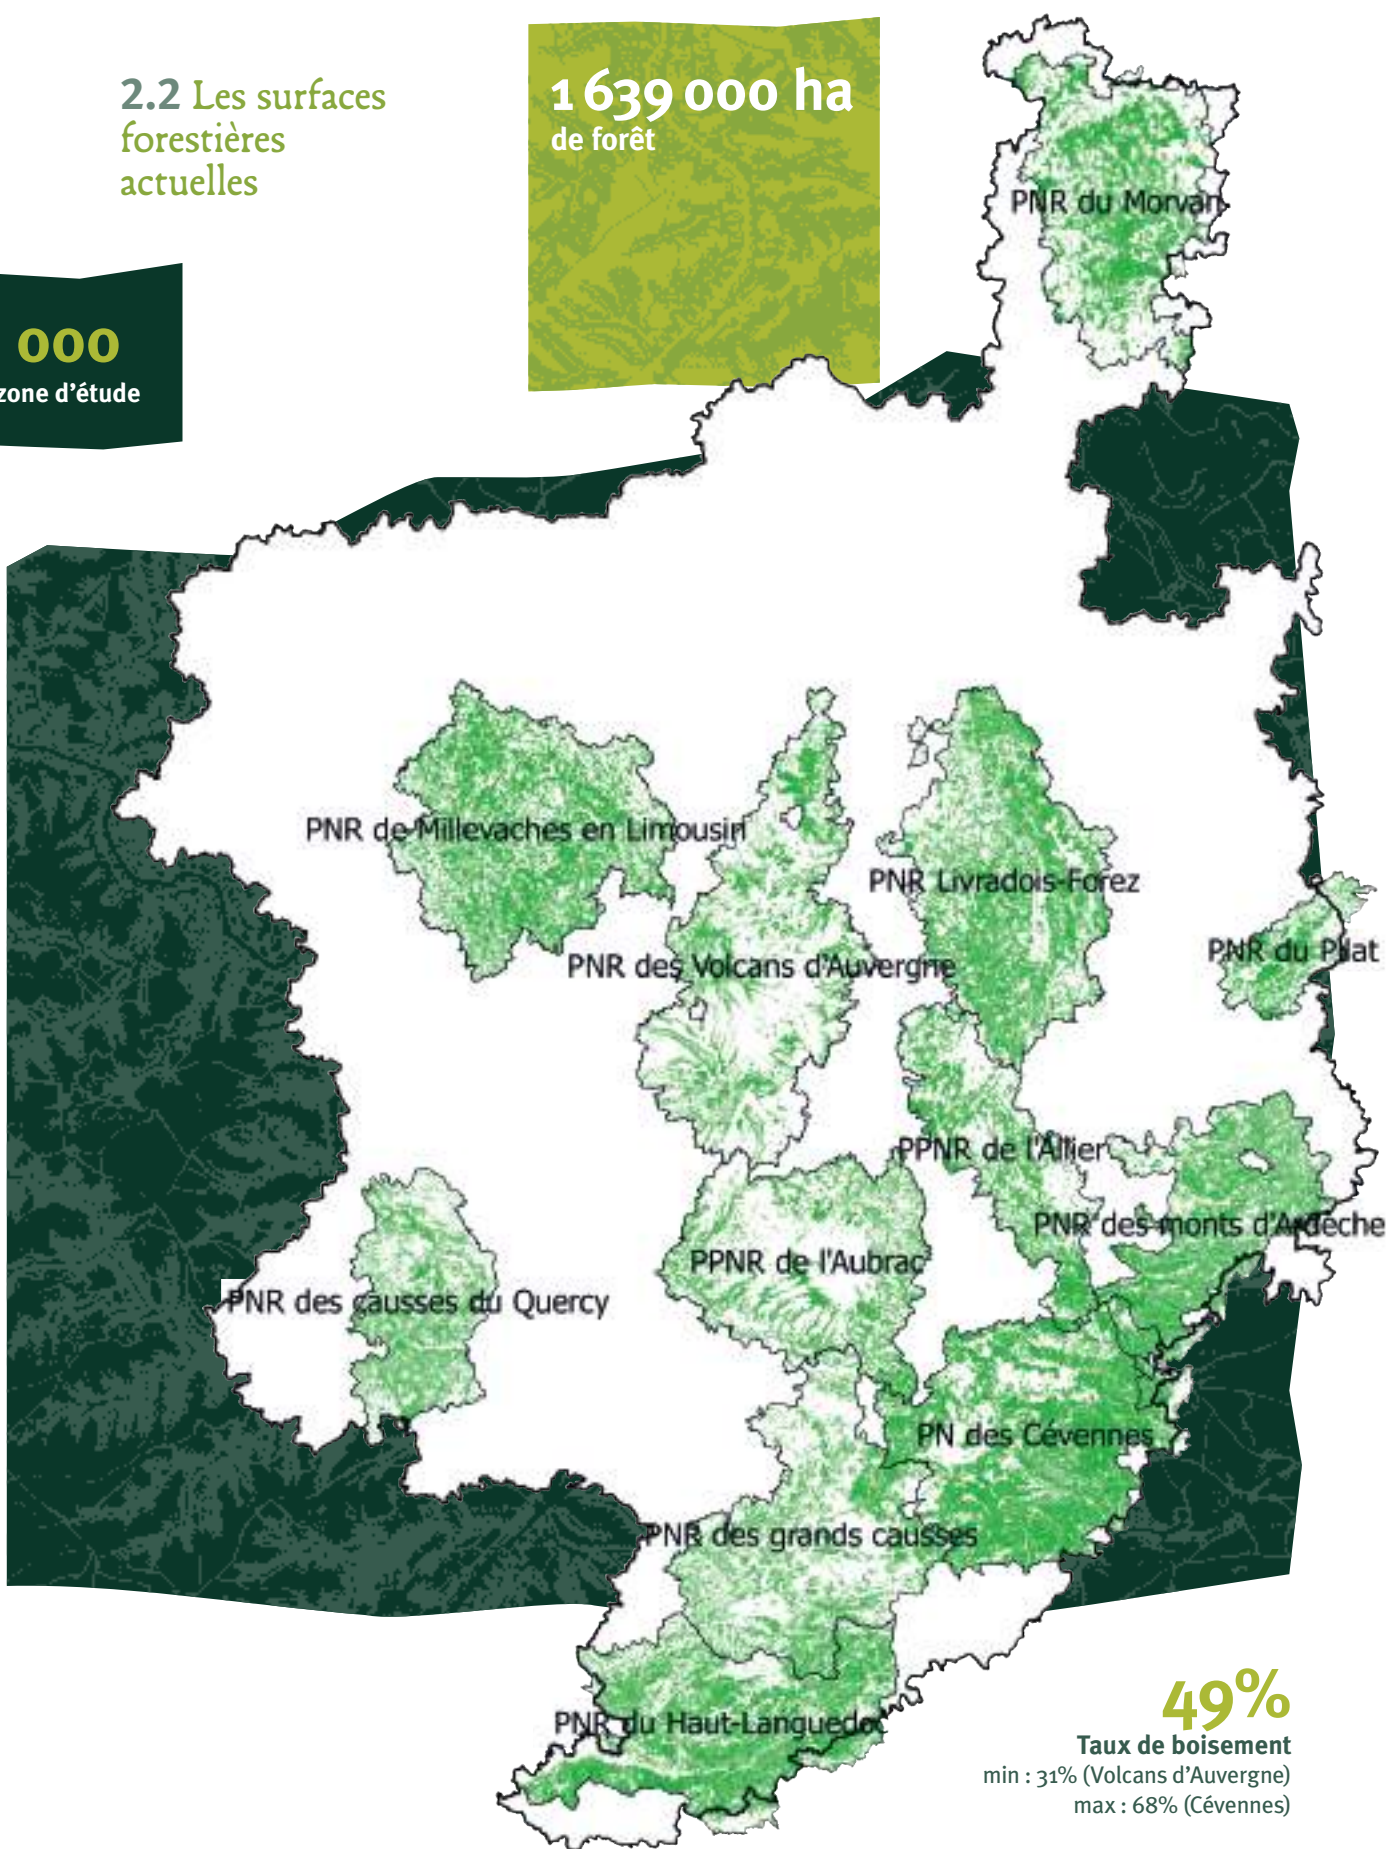 2.2 Les surfaces
forestières
actuelles
1 639 000 ha
de forêt
000
zone d'étude
PNR du Morvan
PNR de Millevaches en Limousin
PNR Livradois-Forez
PNR du Pilat
PNR des Volcans d'Auvergne
PPNR de l'Allier
PNR des monts d'Ardèche
PPNR de l'Aubrac
PNR des causses du Quercy
PN des Cévennes
PNR des grands causses
PNR du Haut-Languedoc
49%
Taux de boisement
min : 31% (Volcans d'Auvergne)
max : 68% (Cévennes)